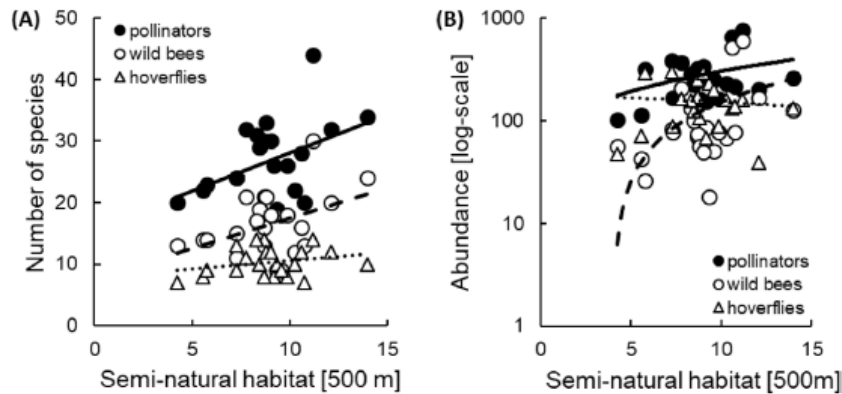 (A)
50
40
30
20
10
0
Number of species
pollinators
wild bees
hoverflies
0 5 10 15
Semi-natural habitat [500 m]
(B)
1000
100
10
1
Abundance [log-scale]
pollinators
wild bees
hoverflies
0 5 10 15
Semi-natural habitat [500m]